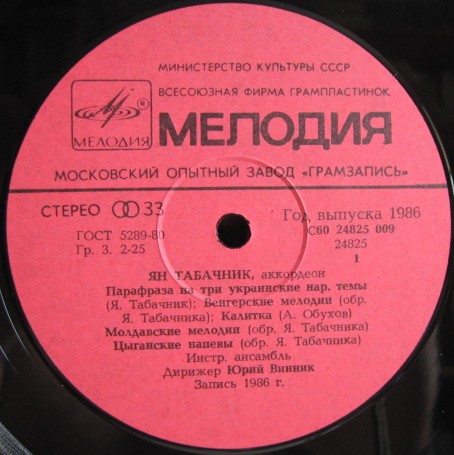 МИНИСТЕРСТВО КУЛЬТУРЫ СССР
ВСЕСОЮЗНАЯ ФИРМА ГРАМПЛАСТИНОК
® МЕЛОДИЯ
МЕЛОДИЯ
МОСКОВСКИЙ ОПЫТНЫЙ ЗАВОД «ГРАМЗАПИСЬ»
СТЕРЕО 33 Год выпуска 1986
ГОСТ 5289-80 С60 24825 009
Гр. 3. 2-25 24825
1
ЯН ТАБАЧНИК, аккордеон
Парафраза на три украинские нар. темы
(Я. Табачник); Венгерские мелодии (обр.
Я. Табачника); Калитка (А. Обухов)
Молдавские мелодии (обр. Я. Табачника)
Цыганские напевы (обр. Я. Табачника)
Инстр. ансамбль
Дирижер Юрий Винник
Запись 1986 г.